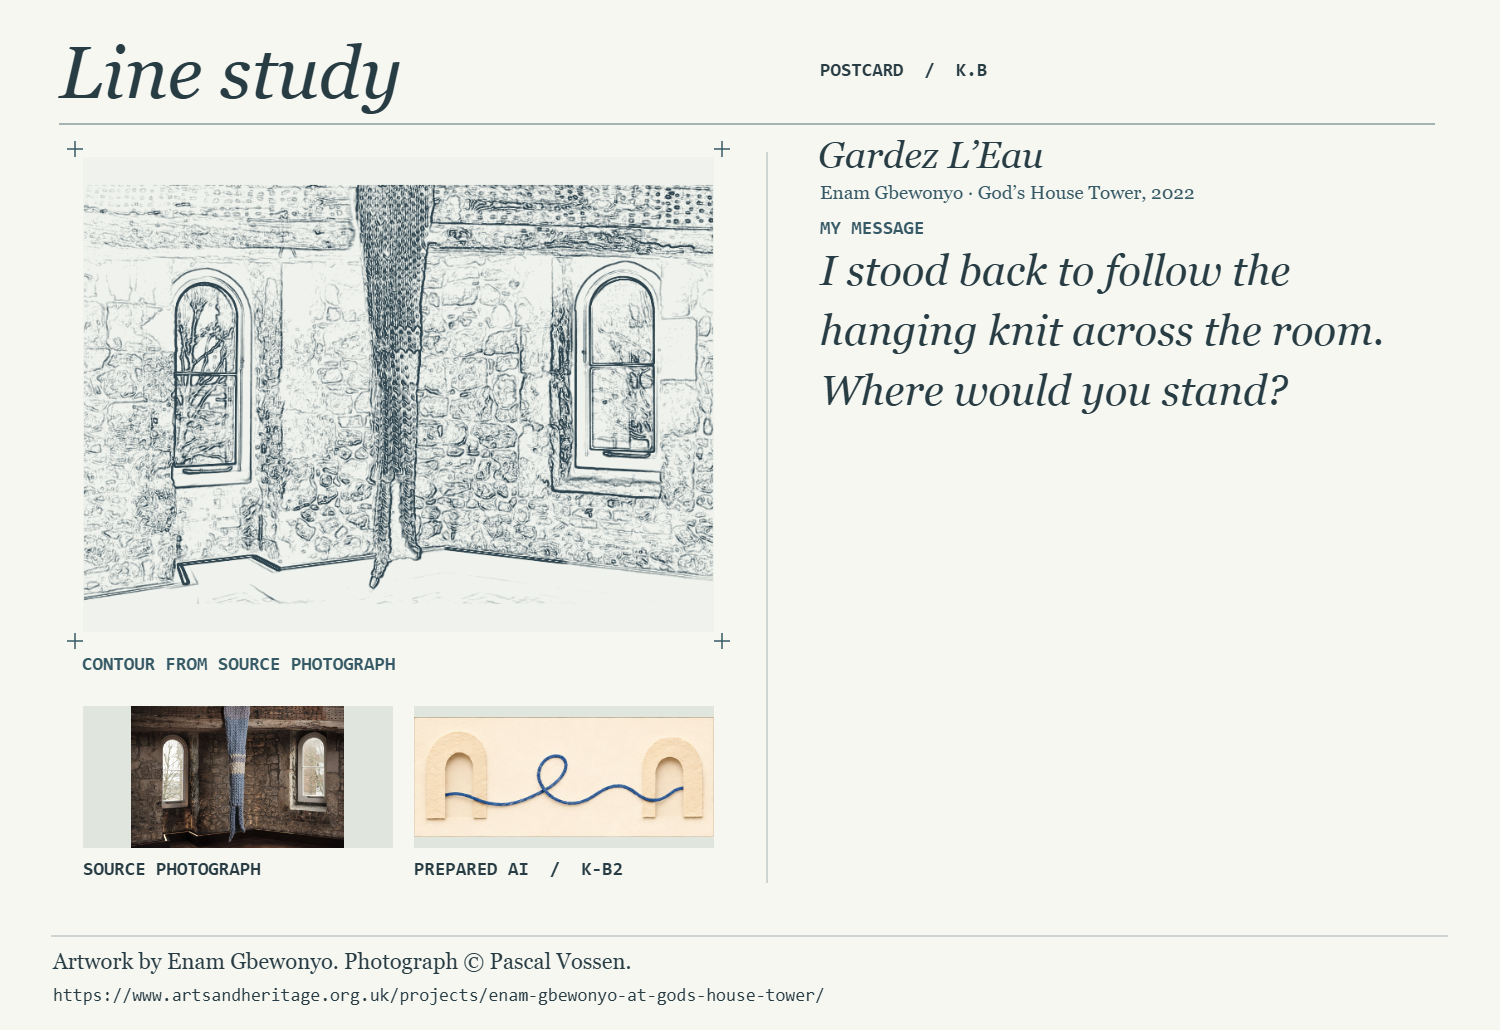 Line study
POSTCARD / K.B
Gardez L’Eau
Enam Gbewonyo · God’s House Tower, 2022
MY MESSAGE
I stood back to follow the
hanging knit across the room.
Where would you stand?
CONTOUR FROM SOURCE PHOTOGRAPH
SOURCE PHOTOGRAPH
PREPARED AI / K-B2
Artwork by Enam Gbewonyo. Photograph © Pascal Vossen.
https://www.artsandheritage.org.uk/projects/enam-gbewonyo-at-gods-house-tower/